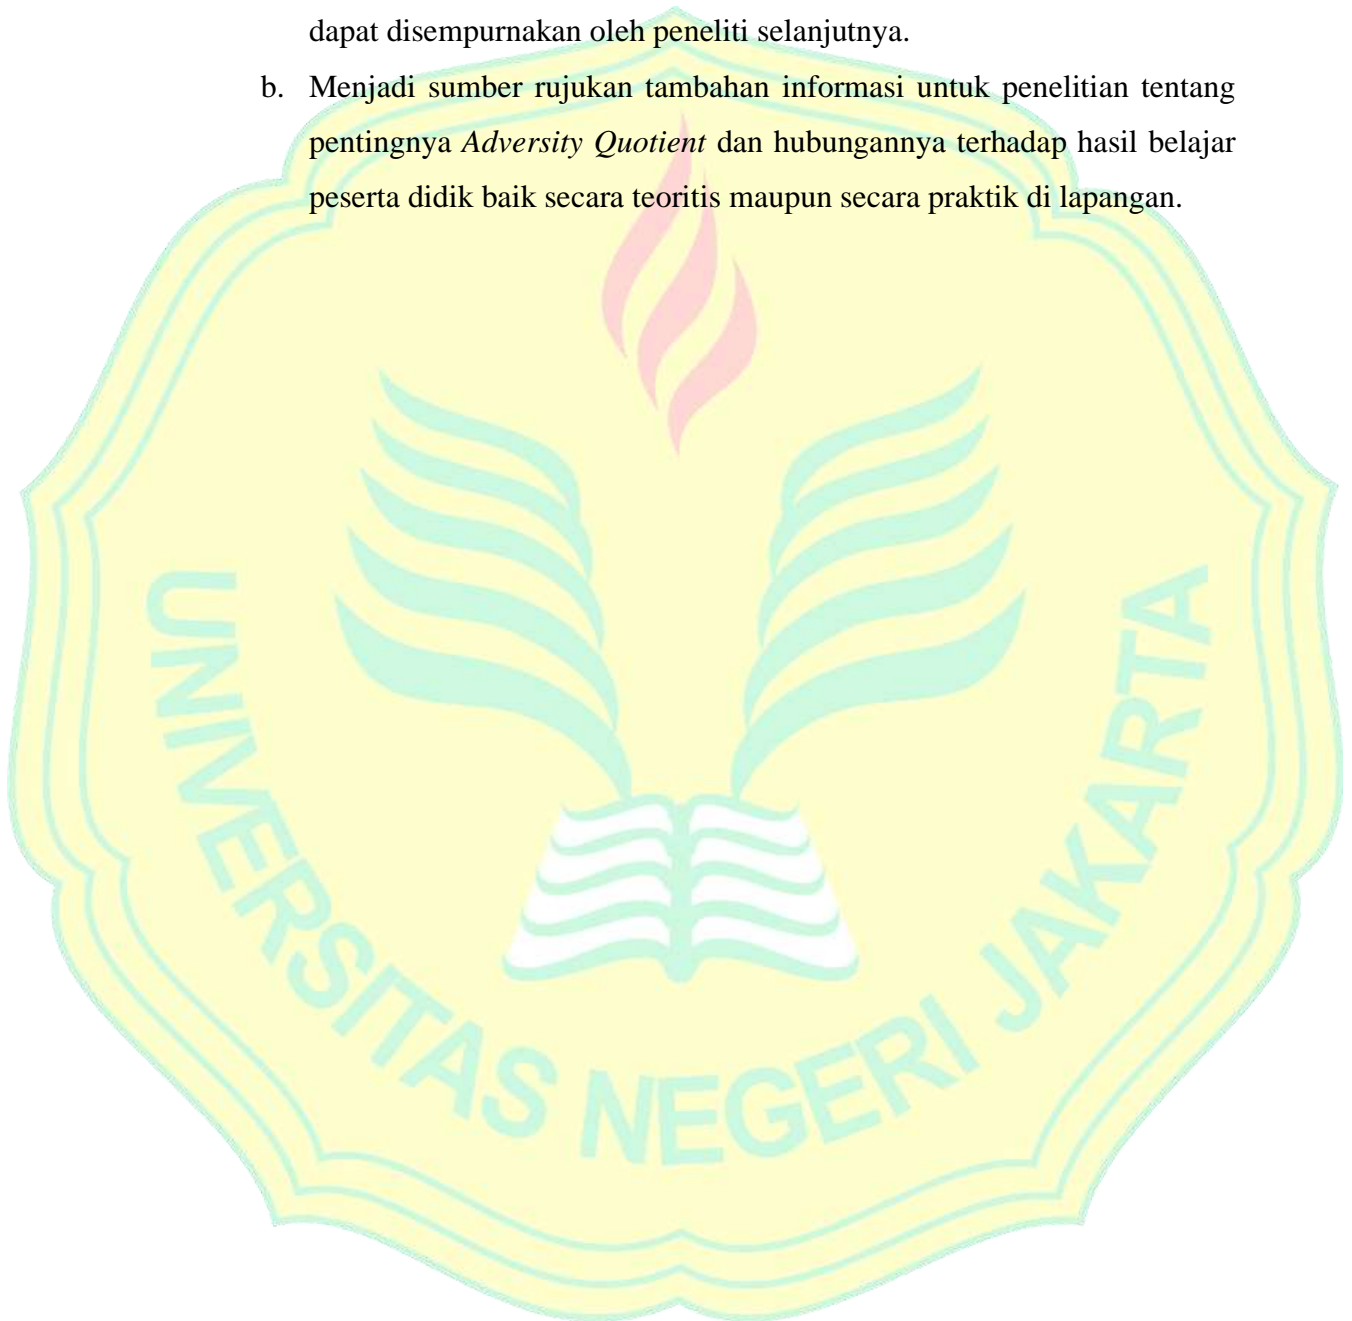 dapat disempurnakan oleh peneliti selanjutnya.
b. Menjadi sumber rujukan tambahan informasi untuk penelitian tentang
pentingnya Adversity Quotient dan hubungannya terhadap hasil belajar
peserta didik baik secara teoritis maupun secara praktik di lapangan.
UNIVERSITAS NEGERI JAKARTA